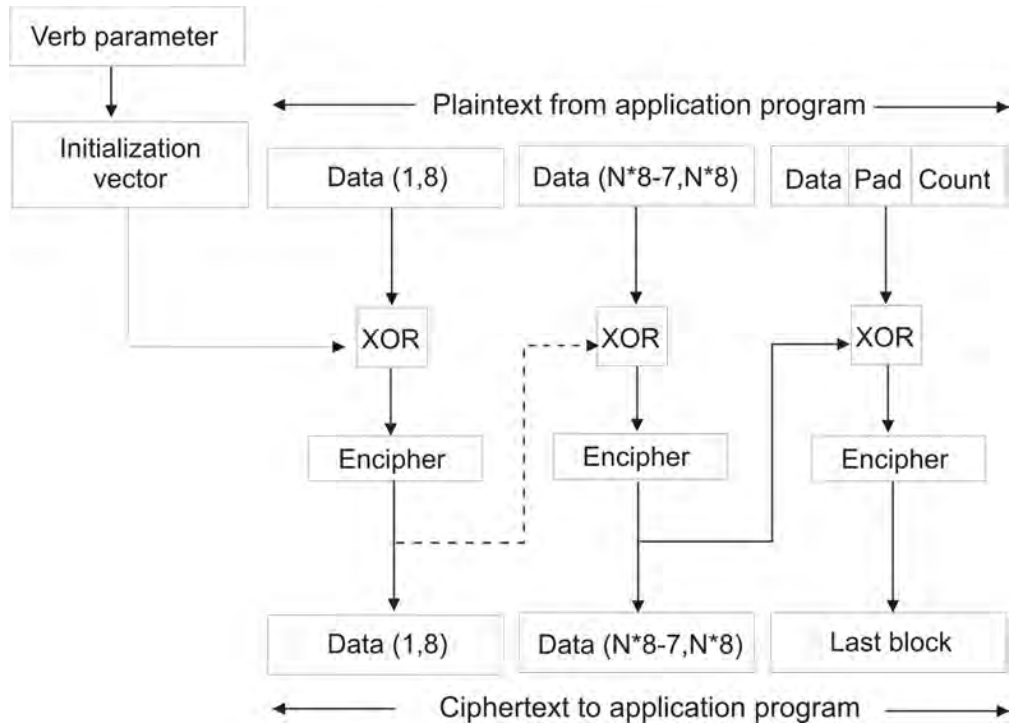 Verb parameter
Plaintext from application program
Initialization
vector
Data (1,8)
Data (N*8-7,N*8)
Data Pad Count
XOR
XOR
XOR
Encipher
Encipher
Encipher
Data (1,8)
Data (N*8-7,N*8)
Last block
Ciphertext to application program